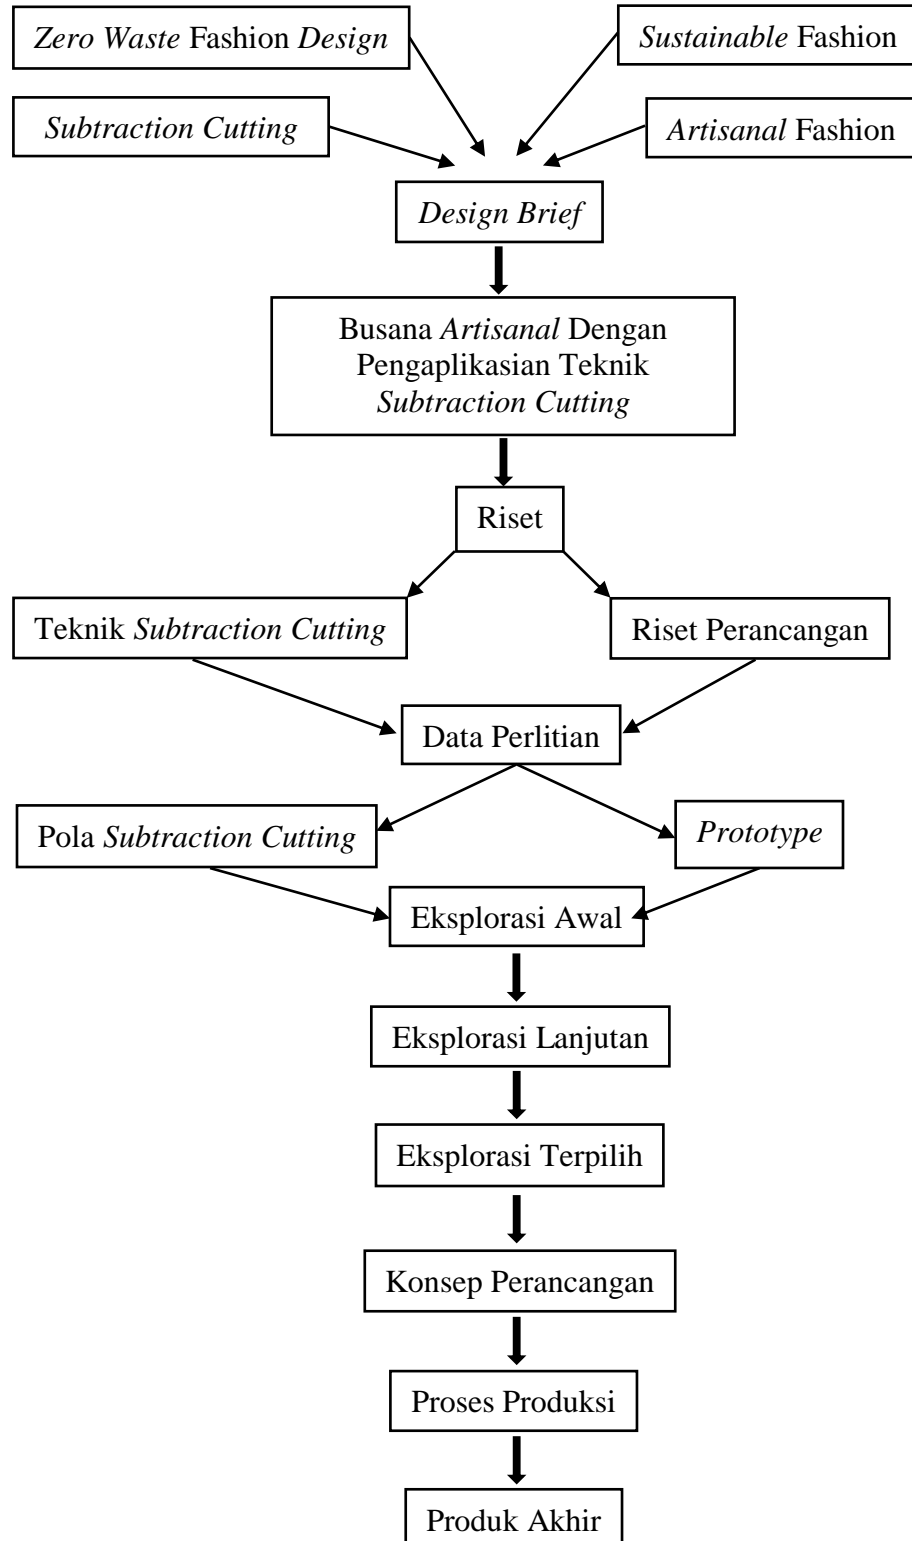 Zero Waste Fashion Design
Sustainable Fashion
Subtraction Cutting
Artisanal Fashion
Design Brief
Busana Artisanal Dengan
Pengaplikasian Teknik
Subtraction Cutting
Riset
Teknik Subtraction Cutting
Riset Perancangan
Data Perlitian
Pola Subtraction Cutting
Prototype
Eksplorasi Awal
Eksplorasi Lanjutan
Eksplorasi Terpilih
Konsep Perancangan
Proses Produksi
Produk Akhir